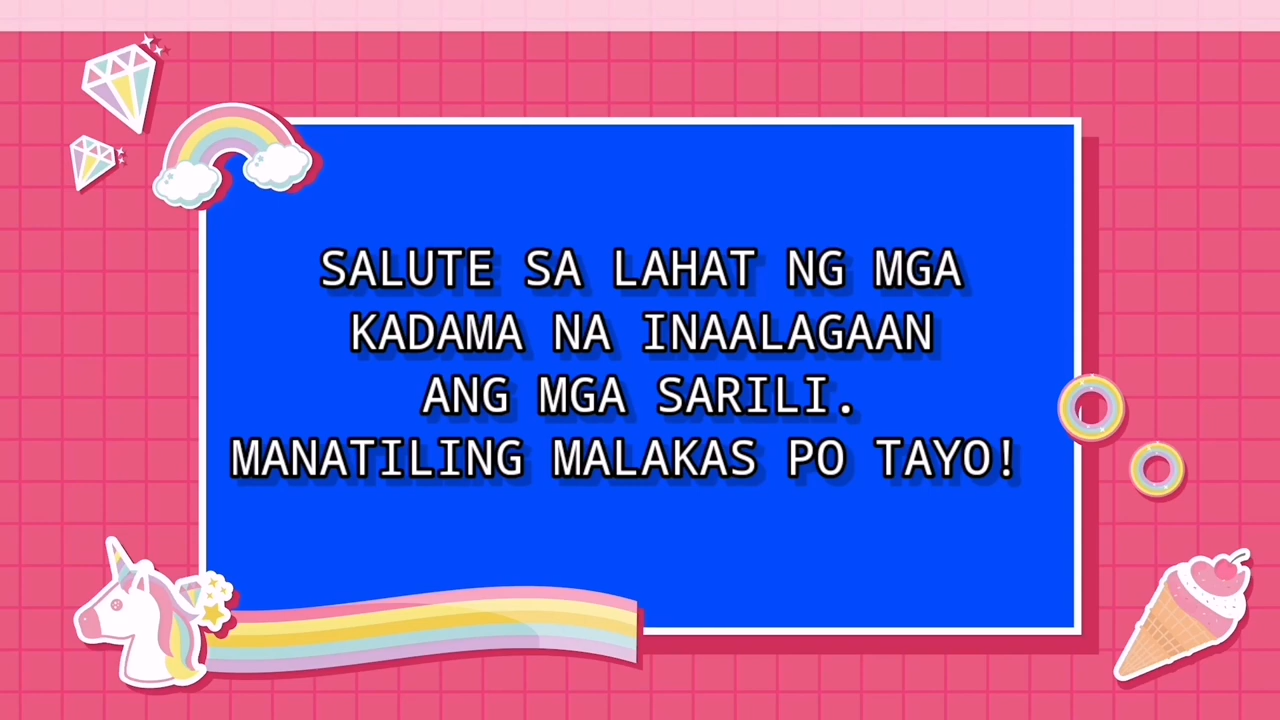 SALUTE SA LAHAT NG MGA
KADAMA NA INAALAGAAN
ANG MGA SARILI.
MANATILING MALAKAS PO TAYO!